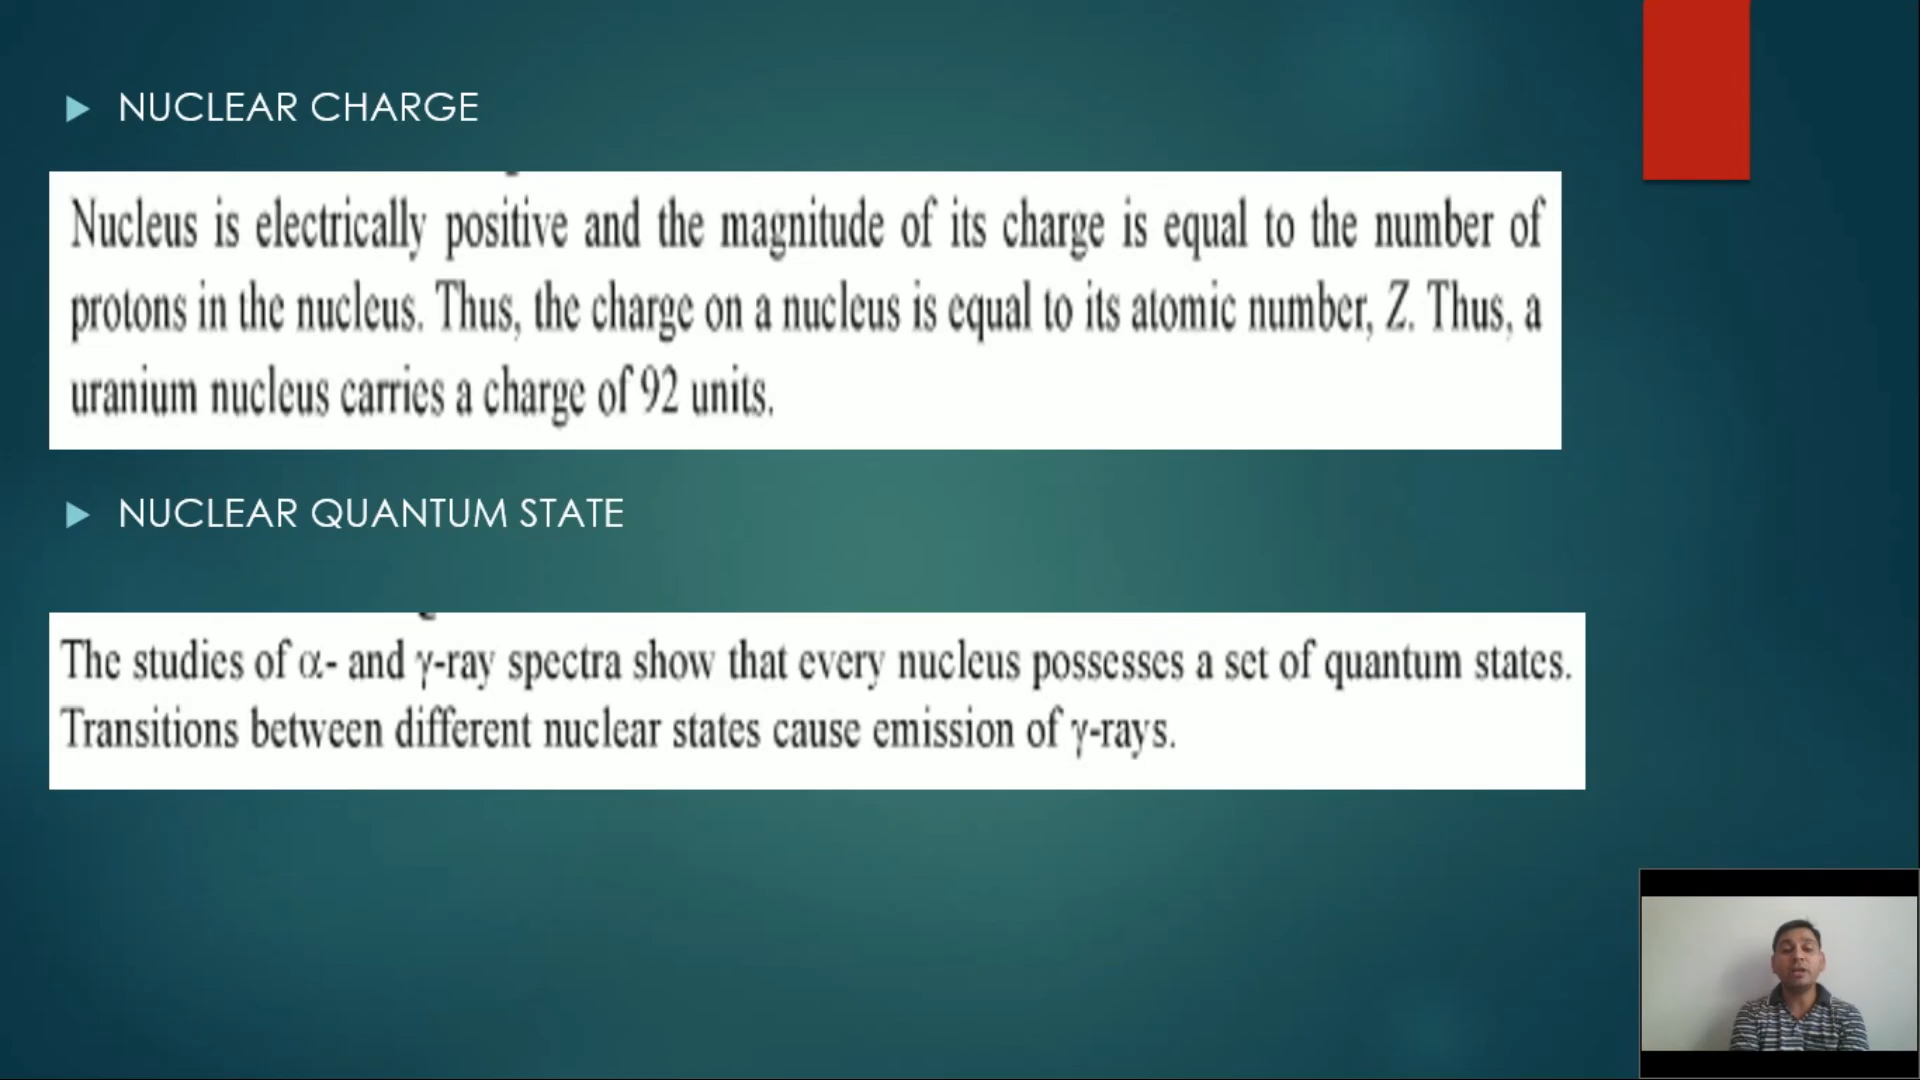 NUCLEAR CHARGE
Nucleus is electrically positive and the magnitude of its charge is equal to the number of
protons in the nucleus. Thus, the charge on a nucleus is equal to its atomic number, Z. Thus, a
uranium nucleus carries a charge of 92 units.
NUCLEAR QUANTUM STATE
The studies of α- and γ-ray spectra show that every nucleus possesses a set of quantum states.
Transitions between different nuclear states cause emission of γ-rays.